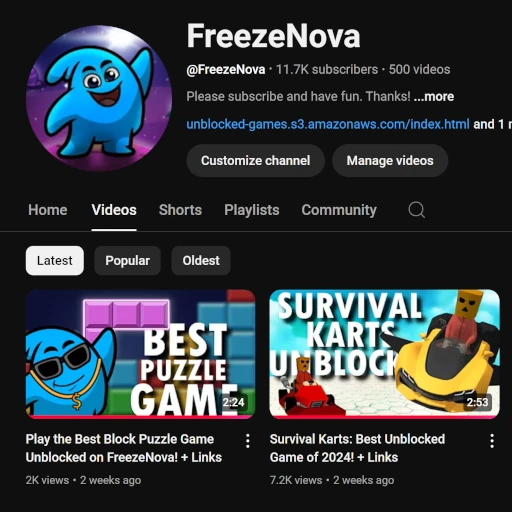 FreezeNova
@FreezeNova · 11.7K subscribers · 500 videos
Please subscribe and have fun. Thanks! ...more
unblocked-games.s3.amazonaws.com/index.html and 1
Customize channel
Manage videos
Home
Videos
Shorts
Playlists
Community
Latest
Popular
Oldest
BEST
PUZZLE
GAME
2:24
SURVIVAL
KARTS
UNBLOCK
2:53
Play the Best Block Puzzle Game
Unblocked on FreezeNova! + Links
2K views • 2 weeks ago
Survival Karts: Best Unblocked
Game of 2024! + Links
7.2K views • 2 weeks ago